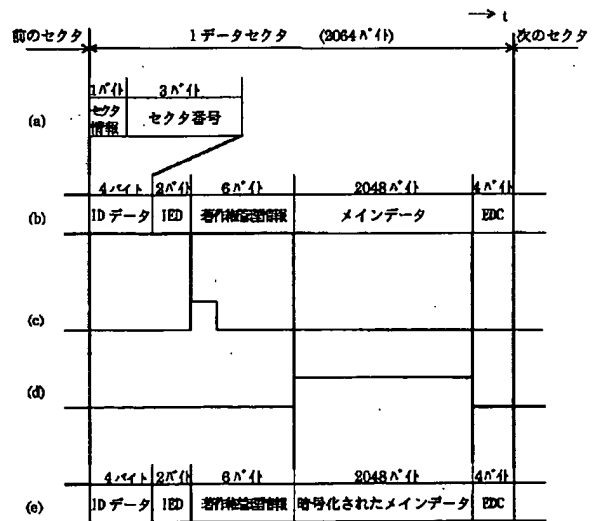 → t
前のセクタ 1データセクタ (2064バイト) 次のセクタ
1バイト 3バイト
(a) セクタ情報 セクタ番号
4バイト 2バイト 6バイト 2048バイト 4バイト
(b) IDデータ IED 著作権管理情報 メインデータ EDC
(c)
(d)
4バイト 2バイト 6バイト 2048バイト 4バイト
(e) IDデータ IED 著作権管理情報 暗号化されたメインデータ EDC